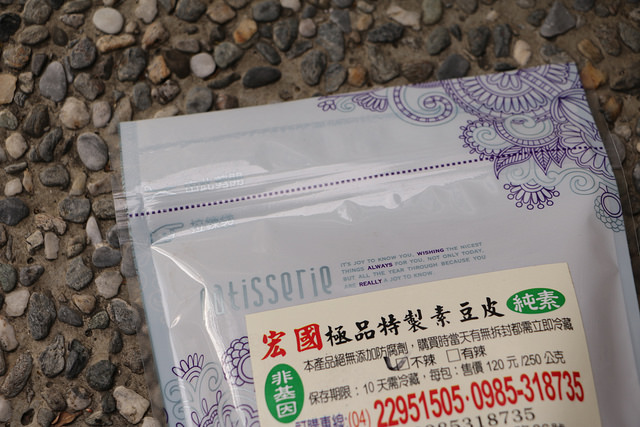 IT'S JOY TO KNOW YOU. WISHING THE NICEST
THINGS ALWAYS FOR YOU, NOT ONLY TODAY,
BUT ALL THE YEAR THROUGH BECAUSE YOU
ARE REALLY A JOY TO KNOW.
tisserie
宏國極品特製素豆皮 純素
本產品絕無添加防腐劑，購買時當天有無拆封都需立即冷藏
☑不辣 □有辣
非基因
保存期限：10天需冷藏，每包：售價120元/250公克
訂購專線：(04) 22951505·0985-318735
985318735